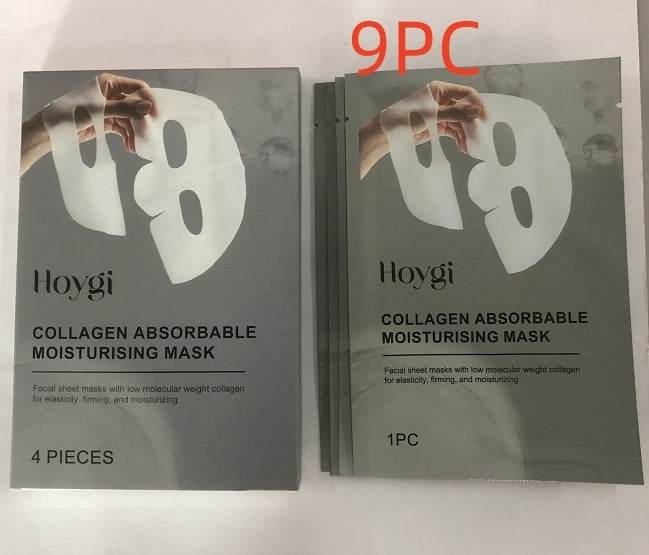 9PC
Hoygi
COLLAGEN ABSORBABLE
MOISTURISING MASK
Facial sheet masks with low molecular weight collagen
for elasticity, firming, and moisturizing
4 PIECES
Hoygi
COLLAGEN ABSORBABLE
MOISTURISING MASK
Facial sheet masks with low molecular weight collagen
for elasticity, firming, and moisturizing
1PC